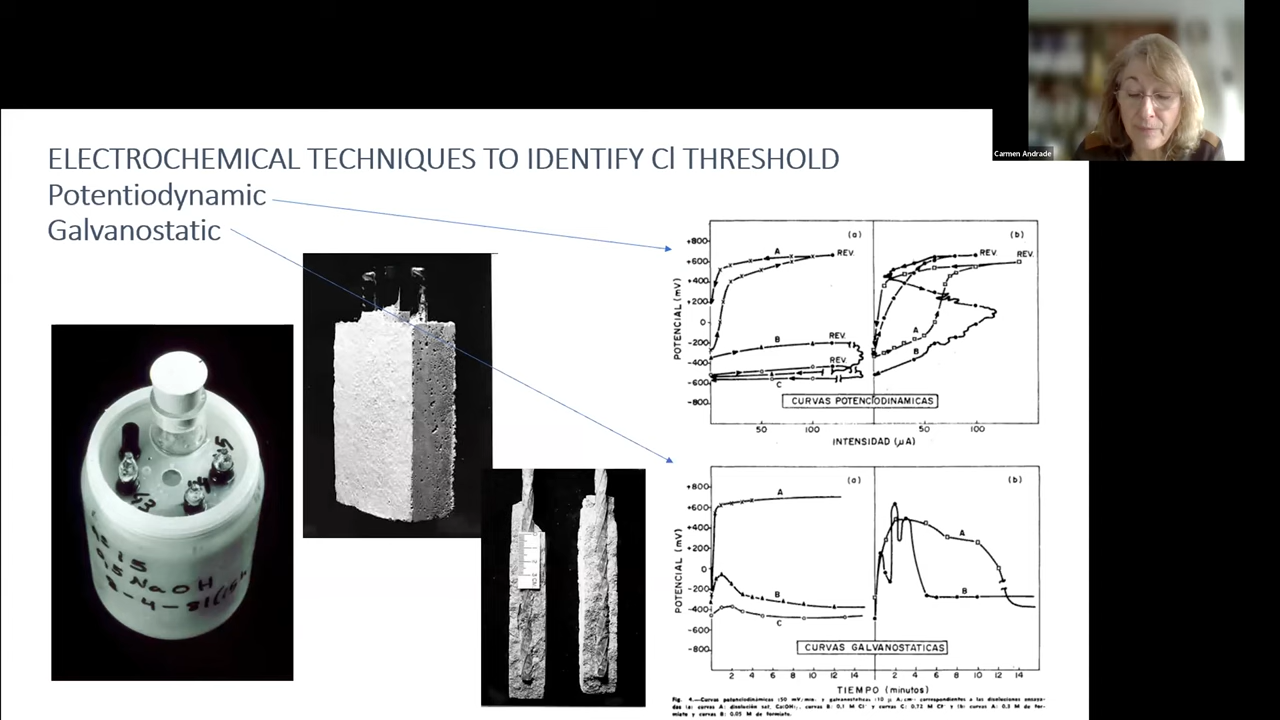 Carmen Andrade
ELECTROCHEMICAL TECHNIQUES TO IDENTIFY Cl THRESHOLD
Potentiodynamic
Galvanostatic
(a)
(b)
+800
+600
+400
+200
0
-200
-400
-600
-800
POTENCIAL (mV)
A
REV.
B
REV.
REV.
C
REV.
REV.
A
B
CURVAS POTENCIODINAMICAS
50
100
50
100
INTENSIDAD (μA)
(a)
(b)
+800
+600
+400
+200
0
-200
-400
-600
-800
POTENCIAL (mV)
A
B
C
A
B
CURVAS GALVANOSTATICAS
2 4 6 8 10 12 14 2 4 6 8 10 12 14
TIEMPO (minutos)
0,5 NaOH